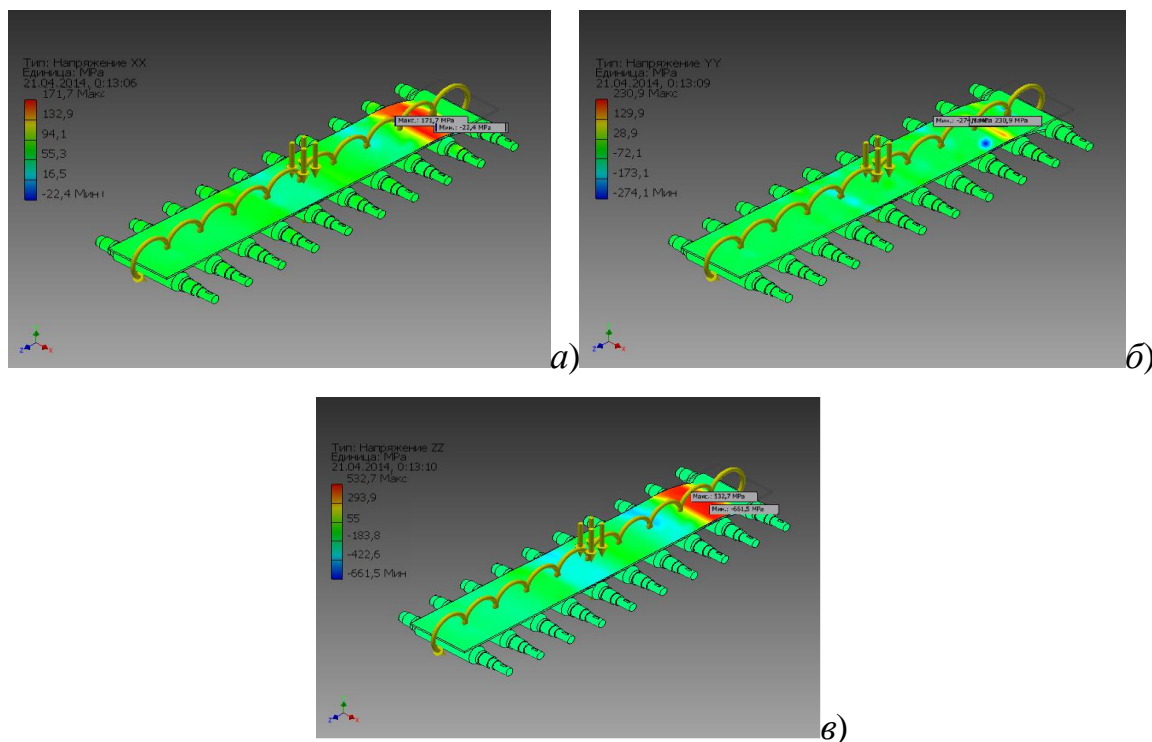 Тип: Напряжение XX
Единица: MPa
21.04.2014, 0:13:06
171,7 Макс
132,9
94,1
55,3
16,5
-22,4 Мин
Макс.: 171,7 MPa
Мин.: -22,4 MPa
z
x
а)
Тип: Напряжение YY
Единица: MPa
21.04.2014, 0:13:09
230,9 Макс
129,9
28,9
-72,1
-173,1
-274,1 Мин
Мин.: -274
230,9 MPa
z
x
б)
Тип: Напряжение ZZ
Единица: MPa
21.04.2014, 0:13:10
532,7 Макс
293,9
55
-183,8
-422,6
-661,5 Мин
Макс.: 532,7 MPa
Мин.: -661,5 MPa
z
x
в)